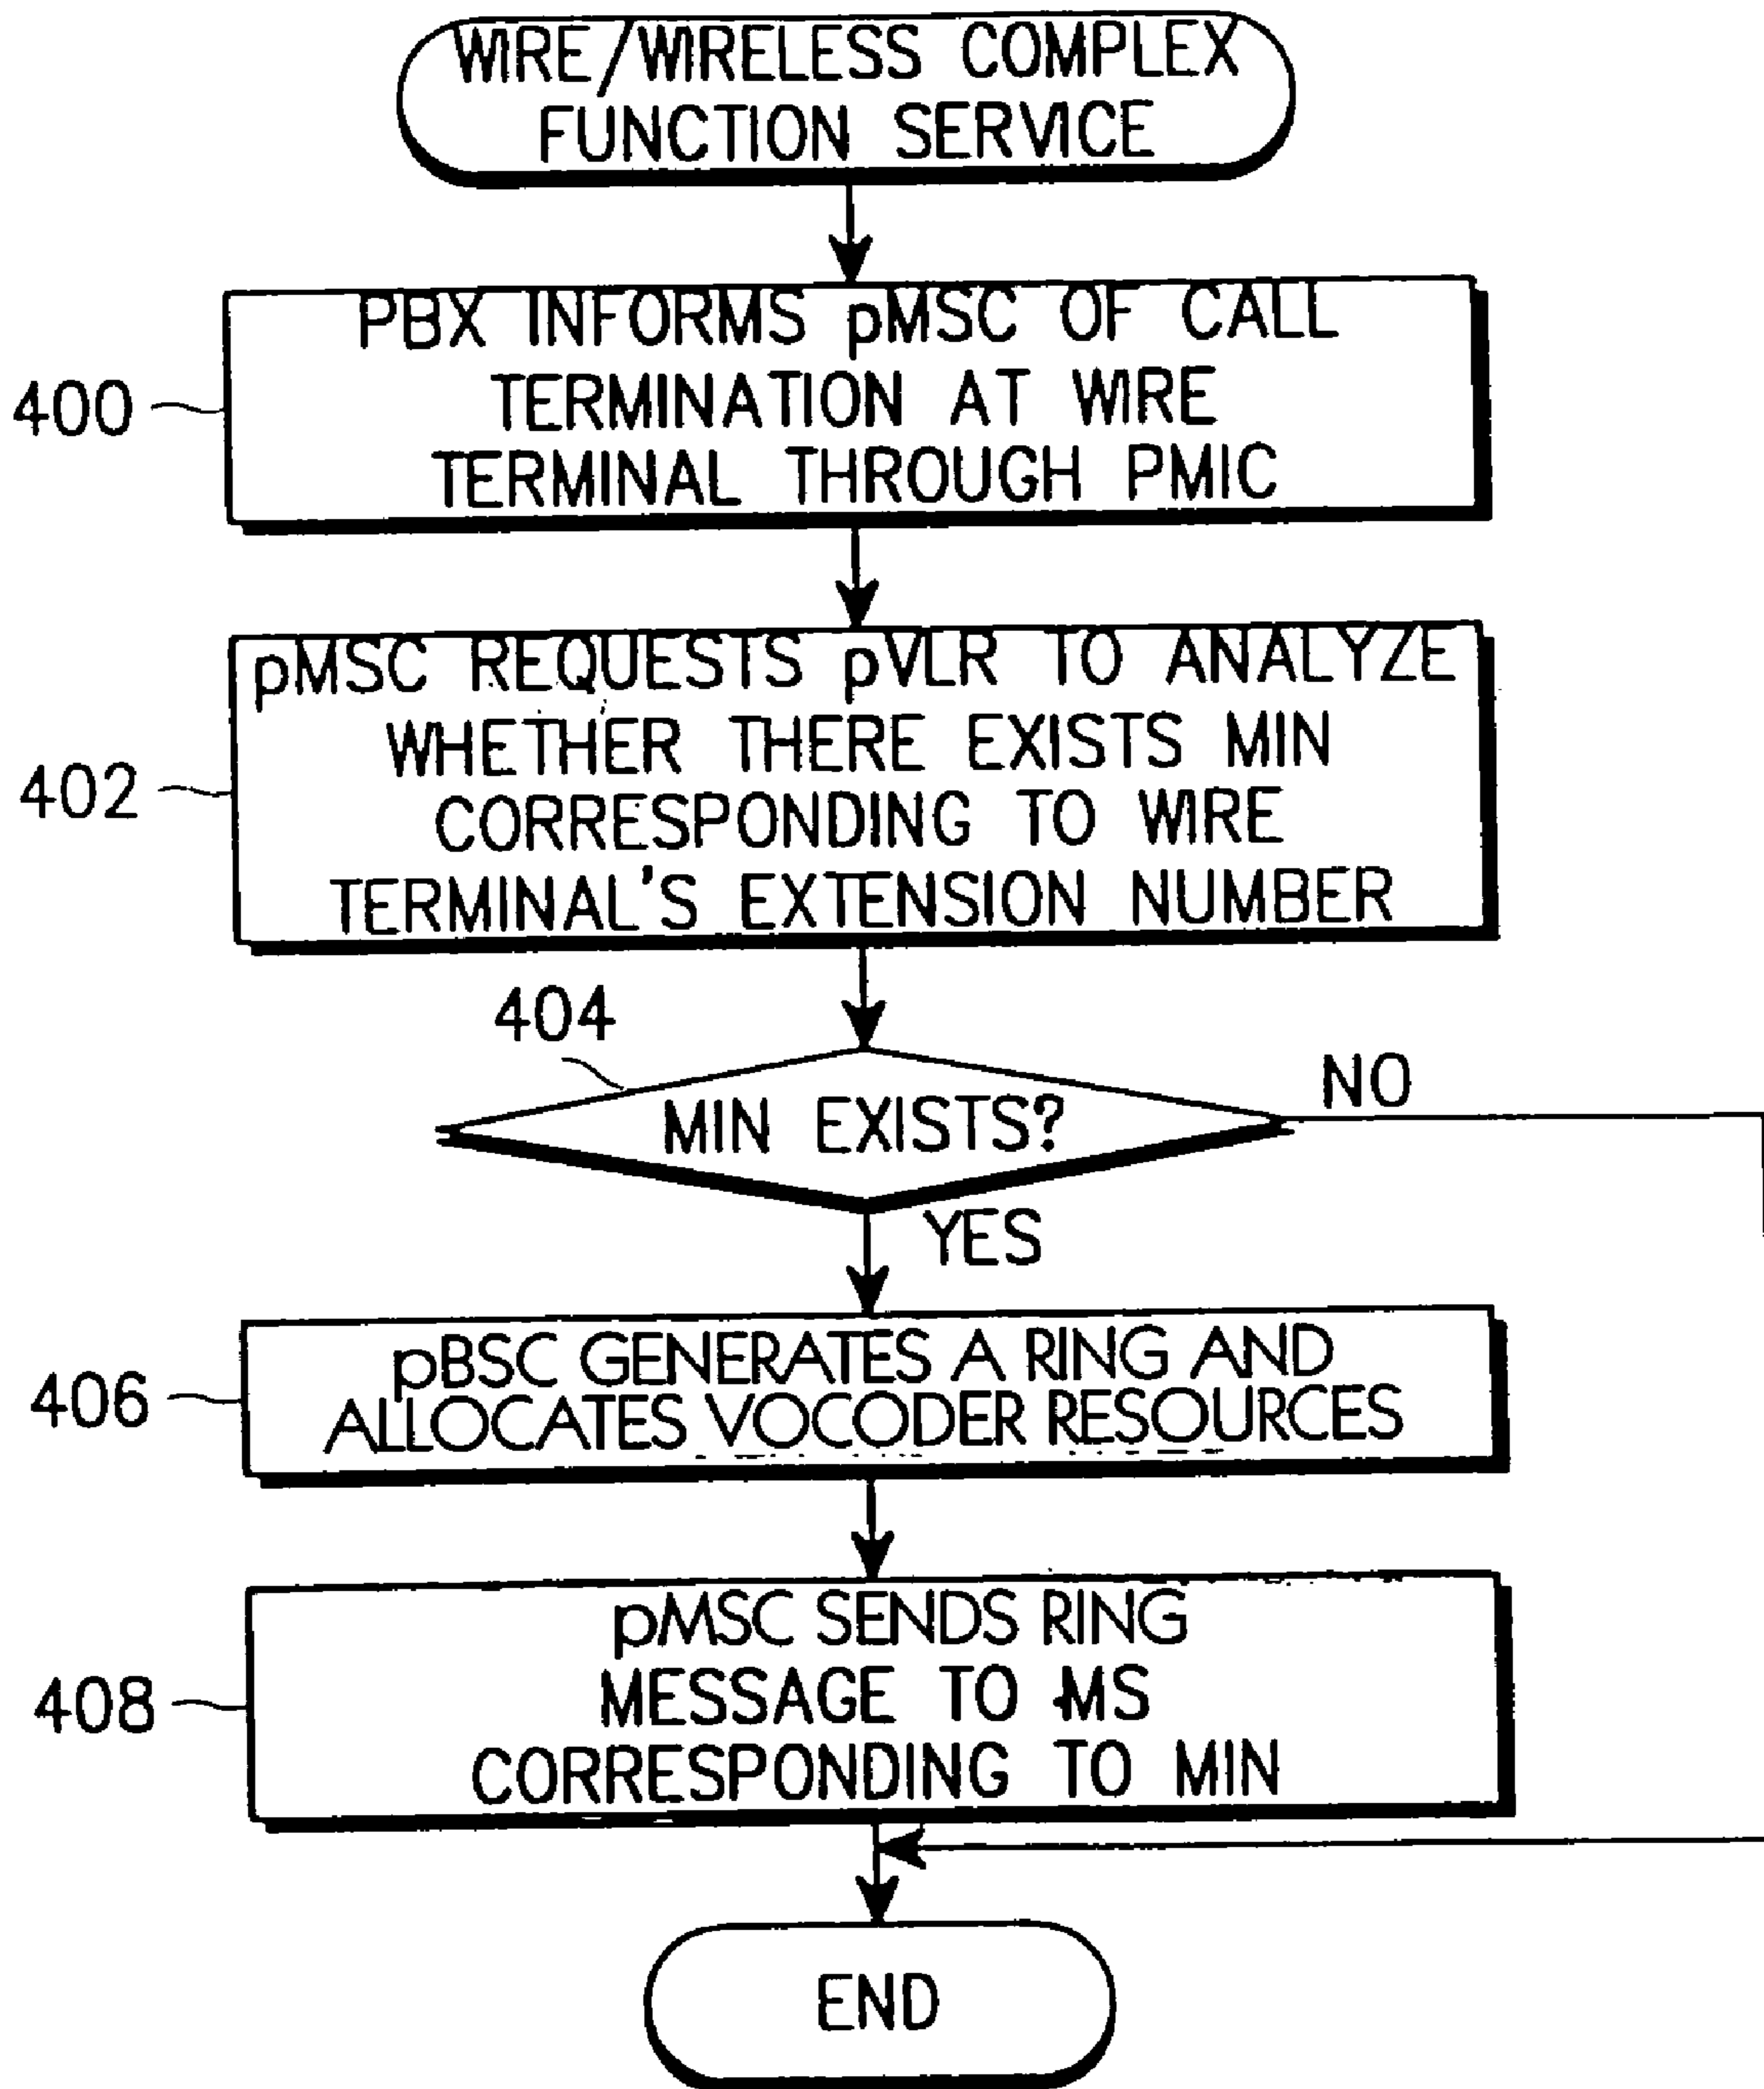 WIRE/WIRELESS COMPLEX
FUNCTION SERVICE
PBX INFORMS pMSC OF CALL
TERMINATION AT WIRE
TERMINAL THROUGH PMIC
400
pMSC REQUESTS pVLR TO ANALYZE
WHETHER THERE EXISTS MIN
CORRESPONDING TO WIRE
TERMINAL'S EXTENSION NUMBER
402
404
MIN EXISTS?
NO
YES
pBSC GENERATES A RING AND
ALLOCATES VOCODER RESOURCES
406
pMSC SENDS RING
MESSAGE TO MS
CORRESPONDING TO MIN
408
END